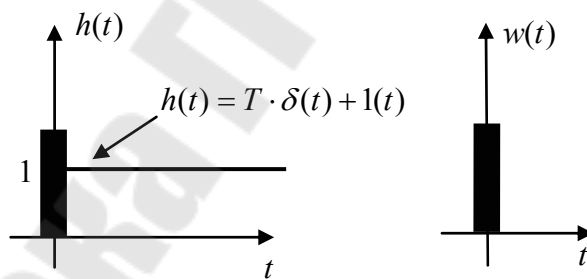 h(t)
w(t)
h(t) = T · δ(t) + 1(t)
1
t
t